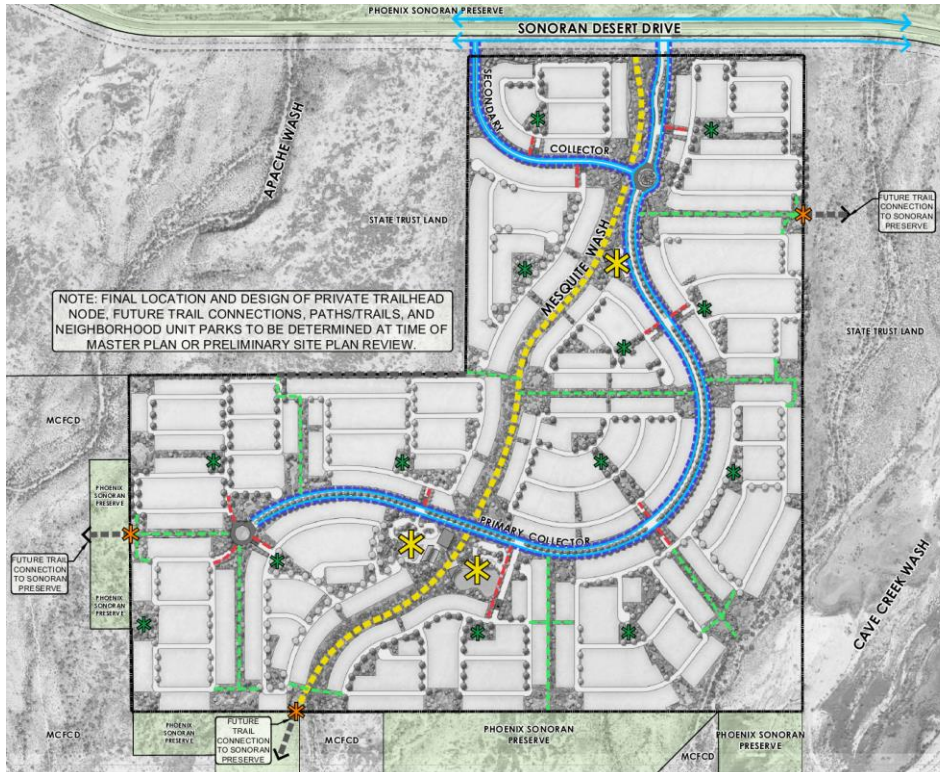 PHOENIX SONORAN PRESERVE
SONORAN DESERT DRIVE
SECONDARY
COLLECTOR
APACHE WASH
STATE TRUST LAND
MESQUITE WASH
FUTURE TRAIL
CONNECTION
TO SONORAN
PRESERVE
NOTE: FINAL LOCATION AND DESIGN OF PRIVATE TRAILHEAD
NODE, FUTURE TRAIL CONNECTIONS, PATHS/TRAILS, AND
NEIGHBORHOOD UNIT PARKS TO BE DETERMINED AT TIME OF
MASTER PLAN OR PRELIMINARY SITE PLAN REVIEW.
STATE TRUST LAND
MCFCD
PHOENIX
SONORAN
PRESERVE
PRIMARY COLLECTOR
FUTURE TRAIL
CONNECTION
TO SONORAN
PRESERVE
PHOENIX
SONORAN
PRESERVE
CAVE CREEK WASH
MCFCD
PHOENIX
SONORAN
PRESERVE
FUTURE
TRAIL
CONNECTION
TO SONORAN
PRESERVE
MCFCD
PHOENIX SONORAN
PRESERVE
MCFCD
PHOENIX SONORAN
PRESERVE